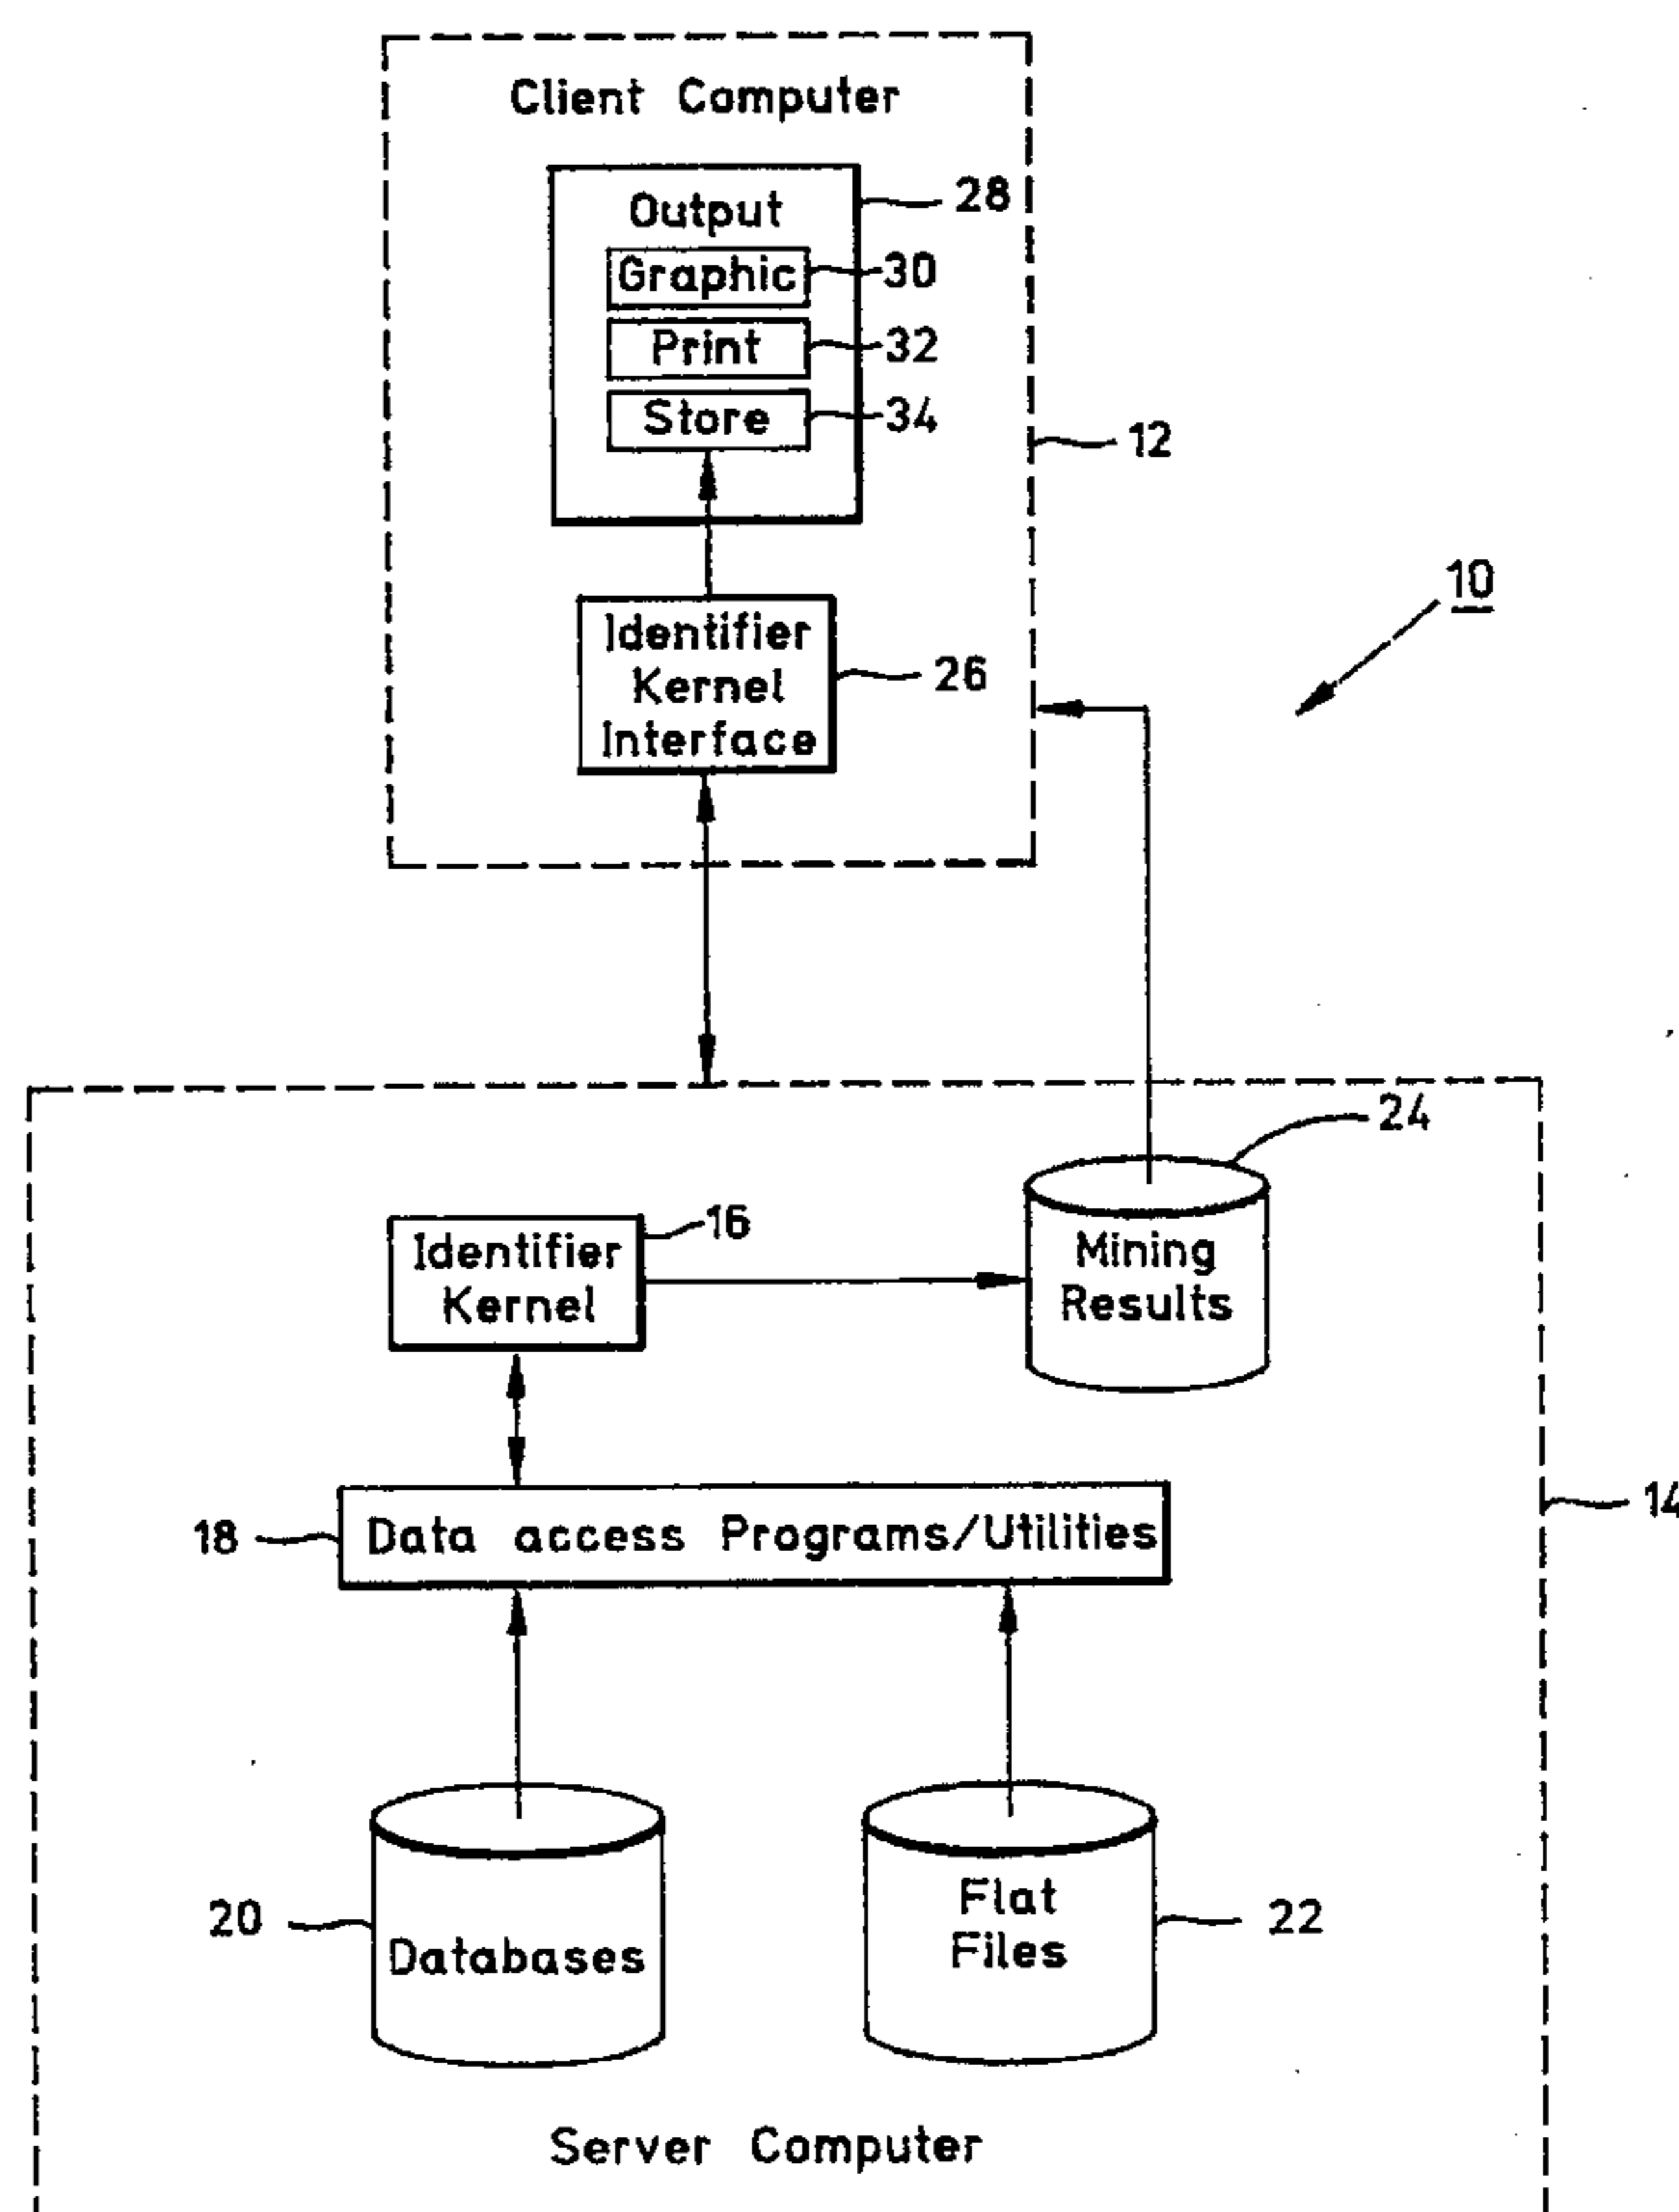 Client Computer
Output
28
Graphic
30
Print
32
Store
34
12
10
Identifier
Kernel
Interface
26
24
16
Identifier
Kernel
Mining
Results
14
18
Data access Programs/Utilities
20
Databases
Flat
Files
22
Server Computer